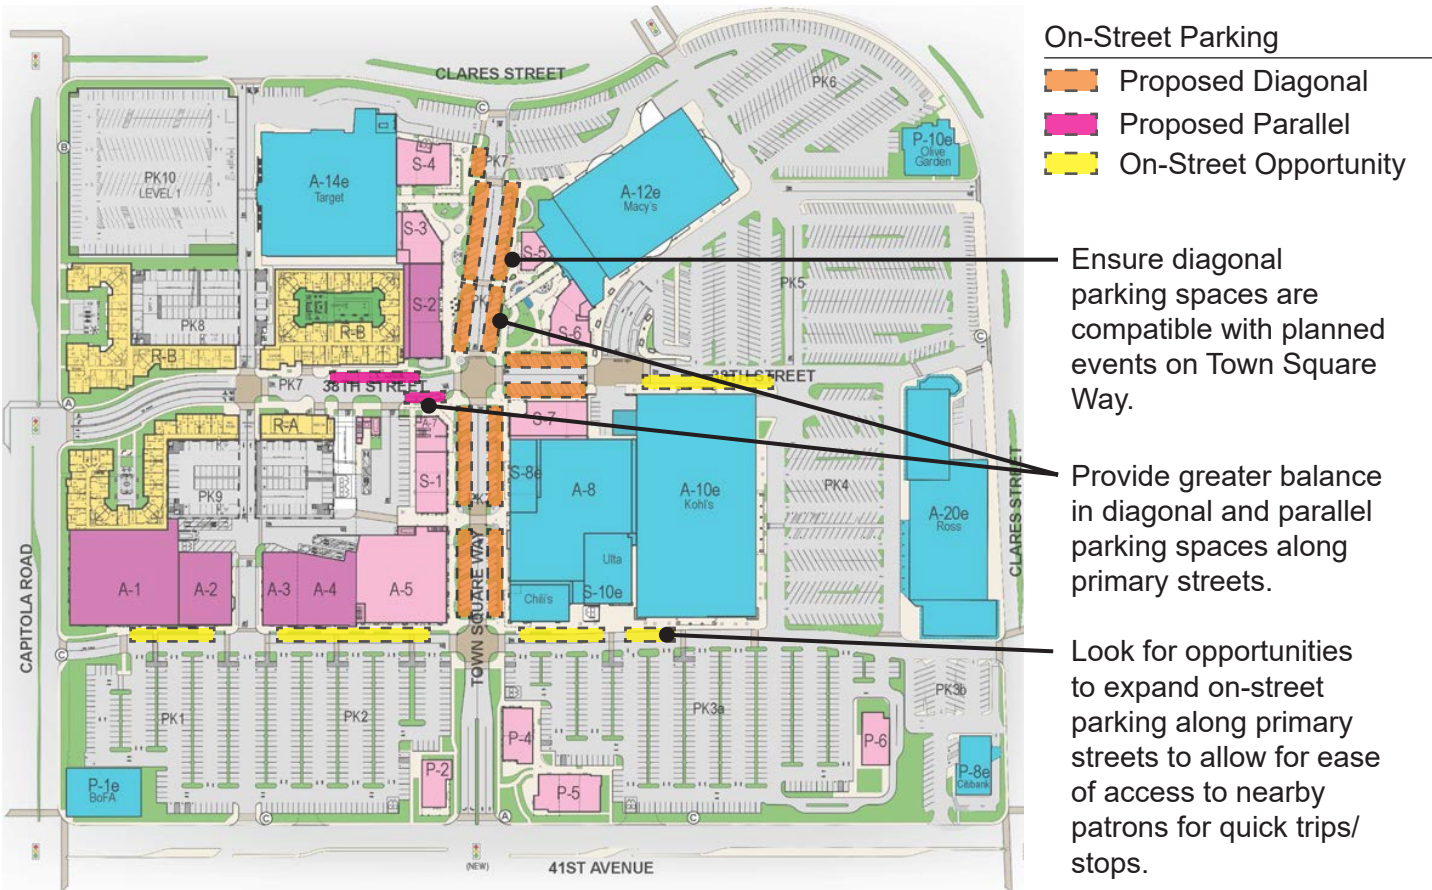 On-Street Parking
Proposed Diagonal
Proposed Parallel
On-Street Opportunity
Ensure diagonal
parking spaces are
compatible with planned
events on Town Square
Way.
Provide greater balance
in diagonal and parallel
parking spaces along
primary streets.
Look for opportunities
to expand on-street
parking along primary
streets to allow for ease
of access to nearby
patrons for quick trips/
stops.
CLARES STREET
C
PK6
B
PK10
LEVEL 1
A-14e
Target
S-4
PK7
P-10e
Olive
Garden
A-12e
Macy's
S-3
S-5
S-2
PK5
PK8
R-B
R-B
S-6
C
PK7
38TH STREET
38TH STREET
A
R-A
A-7
S-7
S-1
S-8e
A-8
A-10e
Kohl's
PK4
PK9
A-20e
Ross
CLARES STREET
CAPITOLA ROAD
A-1
A-2
A-3
A-4
A-5
TOWN SQUARE WAY
Ulta
Chili's
S-10e
C
PK1
PK2
PK3a
PK3b
P-4
P-6
P-1e
BoFA
P-2
P-5
P-8e
Citibank
C
A
C
(NEW)
41ST AVENUE